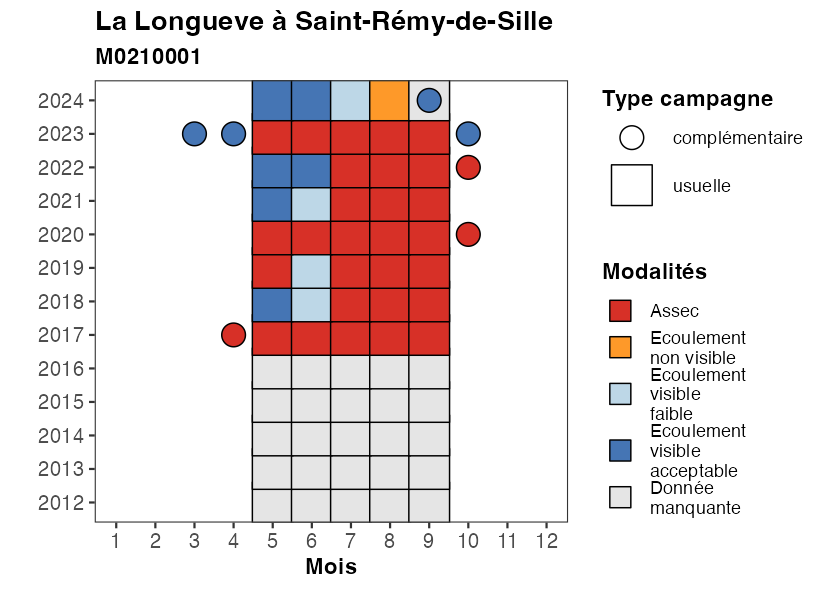 La Longueve à Saint-Rémy-de-Sille
M0210001
2024
2023
2022
2021
2020
2019
2018
2017
2016
2015
2014
2013
2012
1 2 3 4 5 6 7 8 9 10 11 12
Mois
Type campagne
complémentaire
usuelle
Modalités
Assec
Ecoulement
non visible
Ecoulement
visible
faible
Ecoulement
visible
acceptable
Donnée
manquante